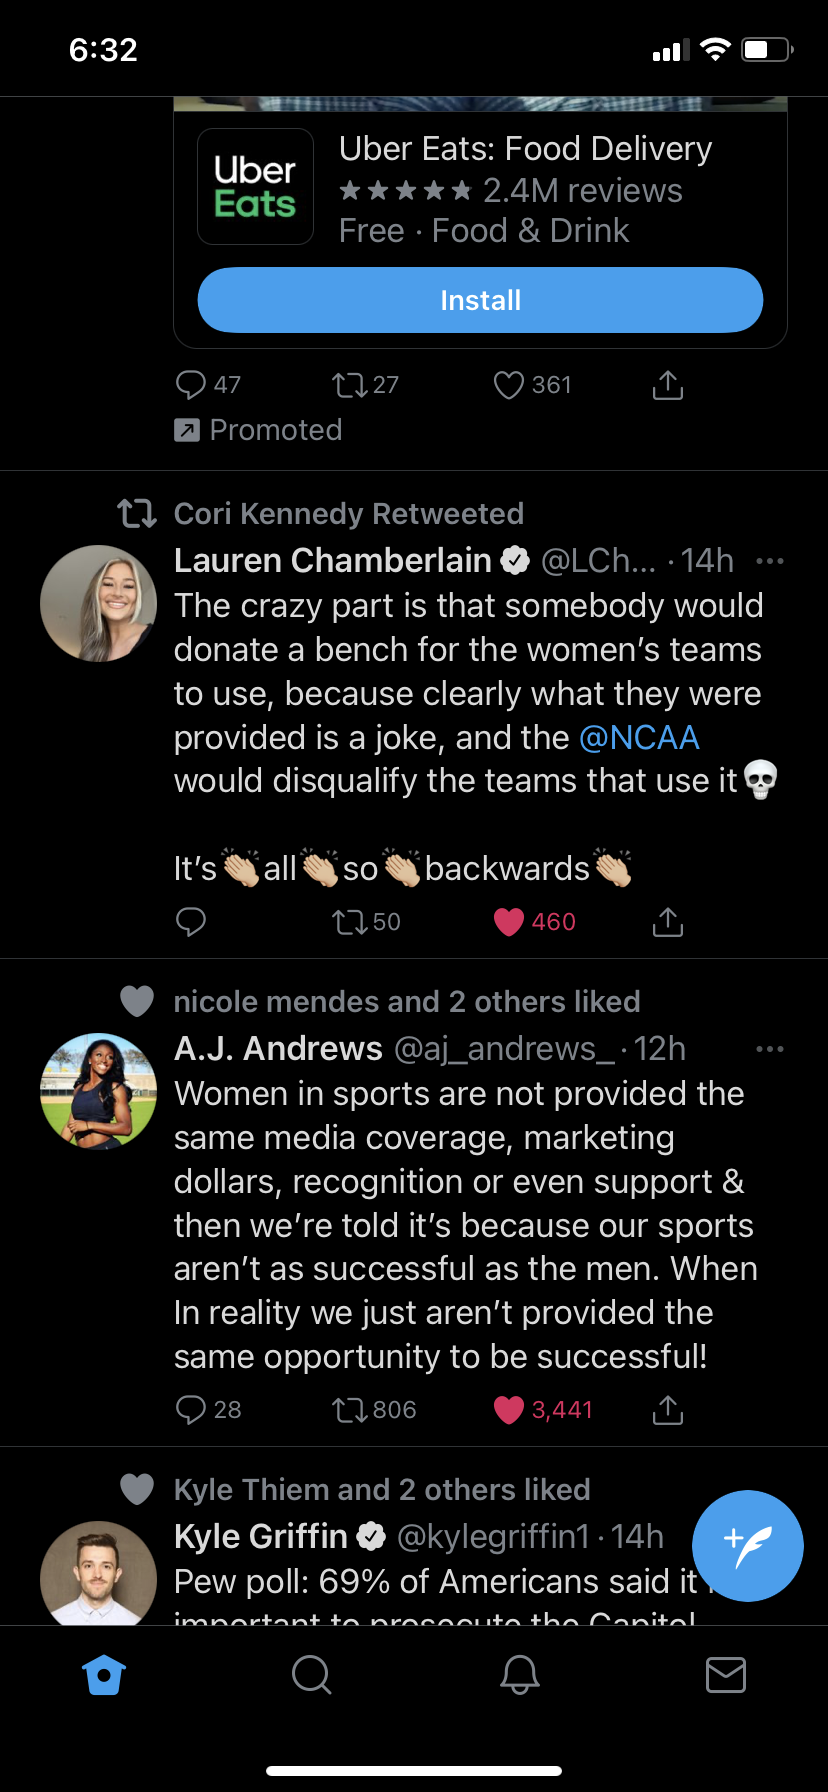 6:32
Uber
Eats
Uber Eats: Food Delivery
2.4M reviews
Free · Food & Drink
Install
47
27
361
Promoted
Cori Kennedy Retweeted
Lauren Chamberlain @LCh... · 14h
The crazy part is that somebody would
donate a bench for the women’s teams
to use, because clearly what they were
provided is a joke, and the @NCAA
would disqualify the teams that use it💀
It’s👏🏼all👏🏼so👏🏼backwards👏🏼
50
460
nicole mendes and 2 others liked
A.J. Andrews @aj_andrews_ · 12h
Women in sports are not provided the
same media coverage, marketing
dollars, recognition or even support &
then we’re told it’s because our sports
aren’t as successful as the men. When
In reality we just aren’t provided the
same opportunity to be successful!
28
806
3,441
Kyle Thiem and 2 others liked
Kyle Griffin @kylegriffin1 · 14h
Pew poll: 69% of Americans said it
important to prosecute the Capitol